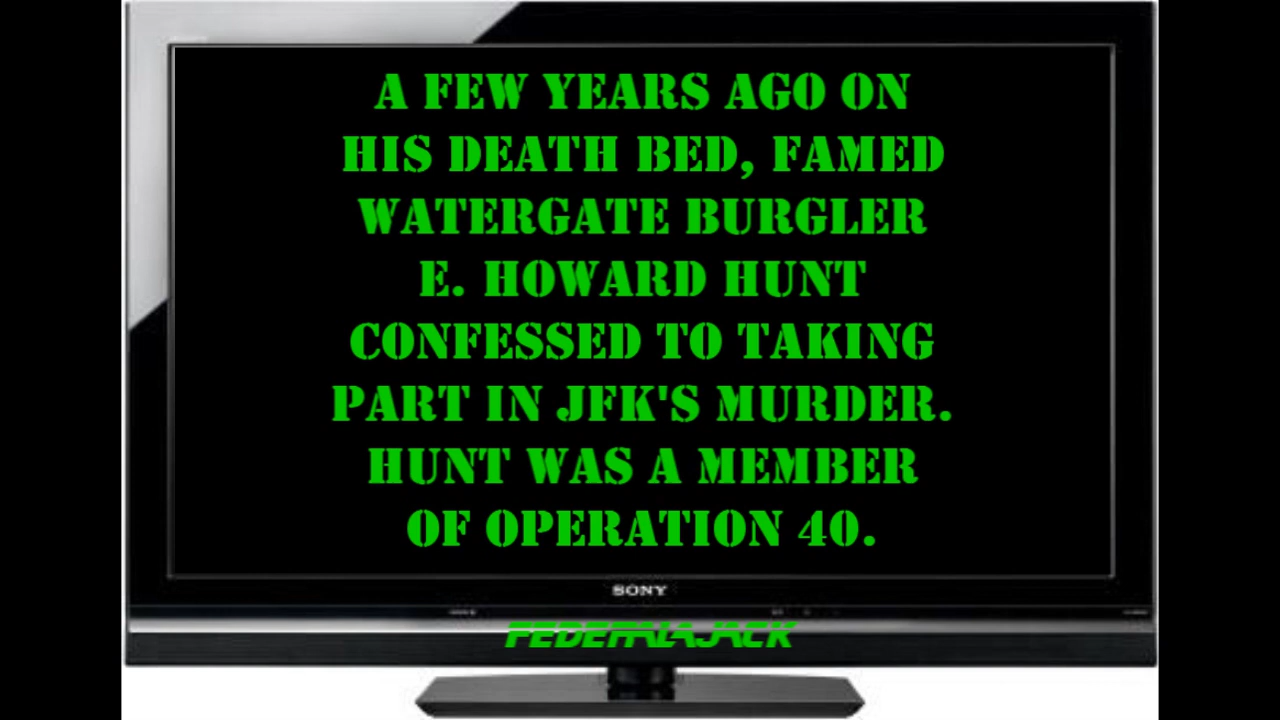 A FEW YEARS AGO ON
HIS DEATH BED, FAMED
WATERGATE BURGLER
E. HOWARD HUNT
CONFESSED TO TAKING
PART IN JFK'S MURDER.
HUNT WAS A MEMBER
OF OPERATION 40.
SONY